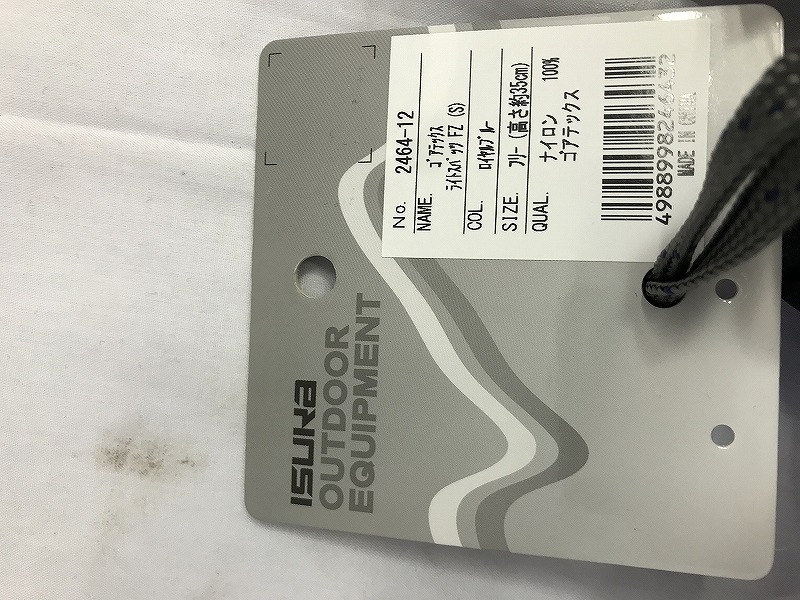 No. 2464-12
NAME. ｺﾞｱﾃｯｸｽ
ﾗｲﾄｽﾊﾟｯﾂ FZ (S)
COL. ﾛｲﾔﾙﾌﾞﾙｰ
SIZE. ﾌﾘｰ (高さ約35cm)
QUAL. ナイロン 100%
ゴアテックス
MADE IN CHINA
ISUKA
OUTDOOR
EQUIPMENT